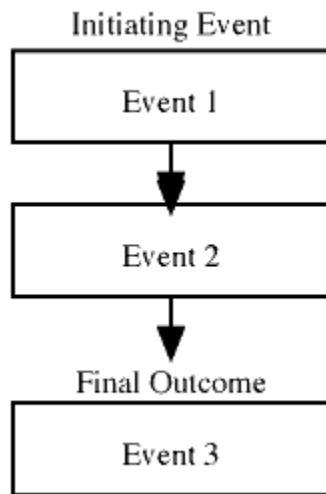 Initiating Event
Event 1
Event 2
Final Outcome
Event 3